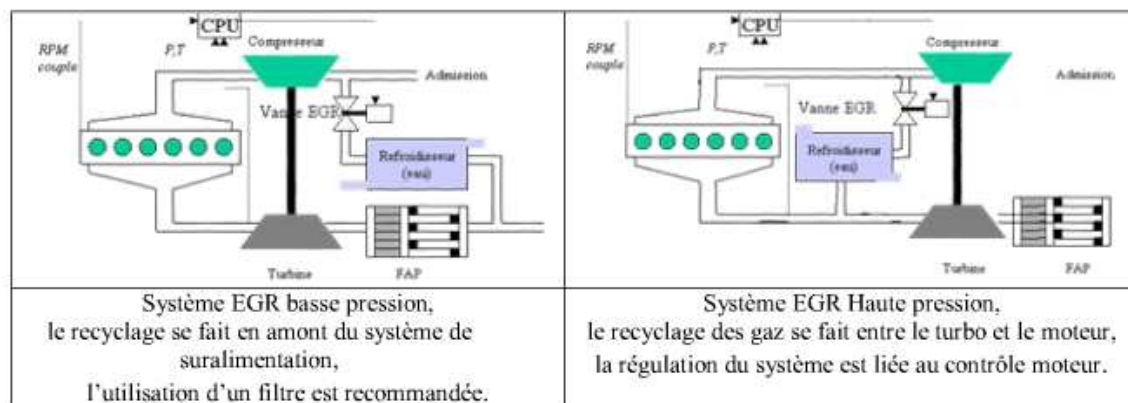 CPU
RPM
couple
P,T
Compresseur
Admission
Vanne EGR
Refroidisseur
(eau)
Turbine
FAP
Système EGR basse pression,
le recyclage se fait en amont du système de
suralimentation,
l'utilisation d'un filtre est recommandée.
CPU
RPM
couple
P,T
Compresseur
Admission
Vanne EGR
Refroidisseur
(eau)
Turbine
FAP
Système EGR Haute pression,
le recyclage des gaz se fait entre le turbo et le moteur,
la régulation du système est liée au contrôle moteur.